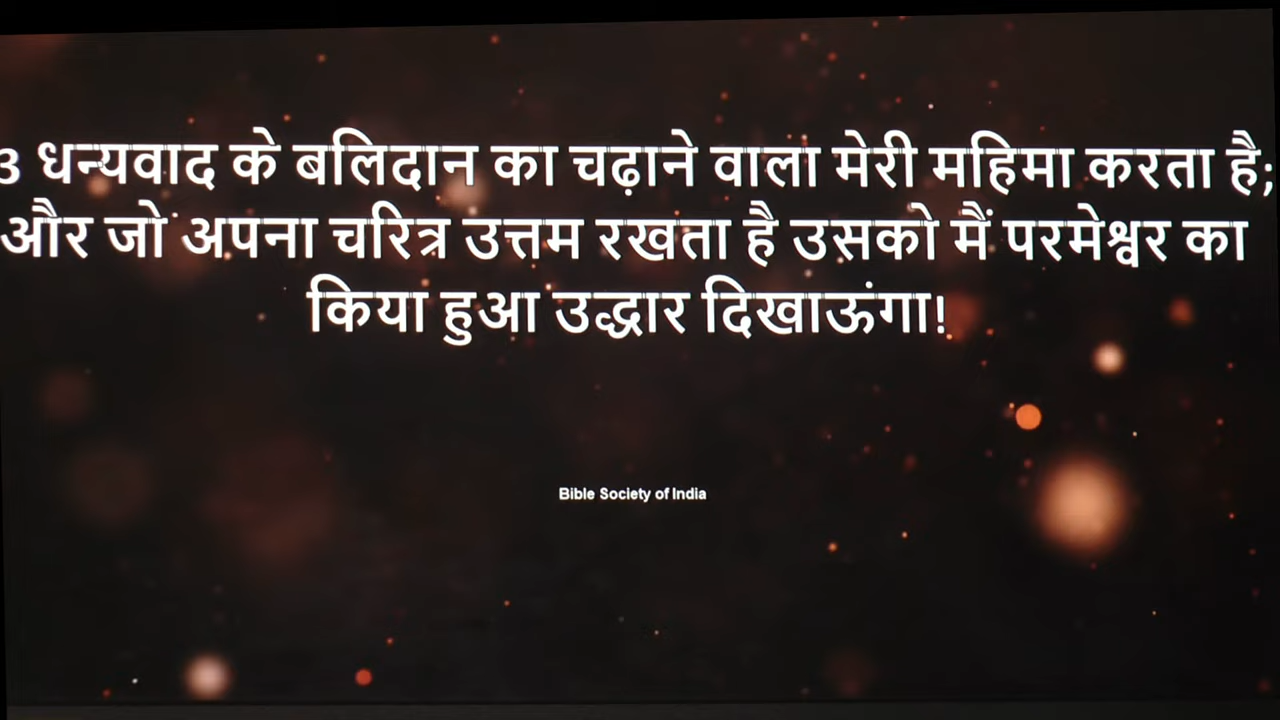 3 धन्यवाद के बलिदान का चढ़ाने वाला मेरी महिमा करता है;
और जो अपना चरित्र उत्तम रखता है उसको मैं परमेश्वर का
किया हुआ उद्धार दिखाऊंगा!
Bible Society of India